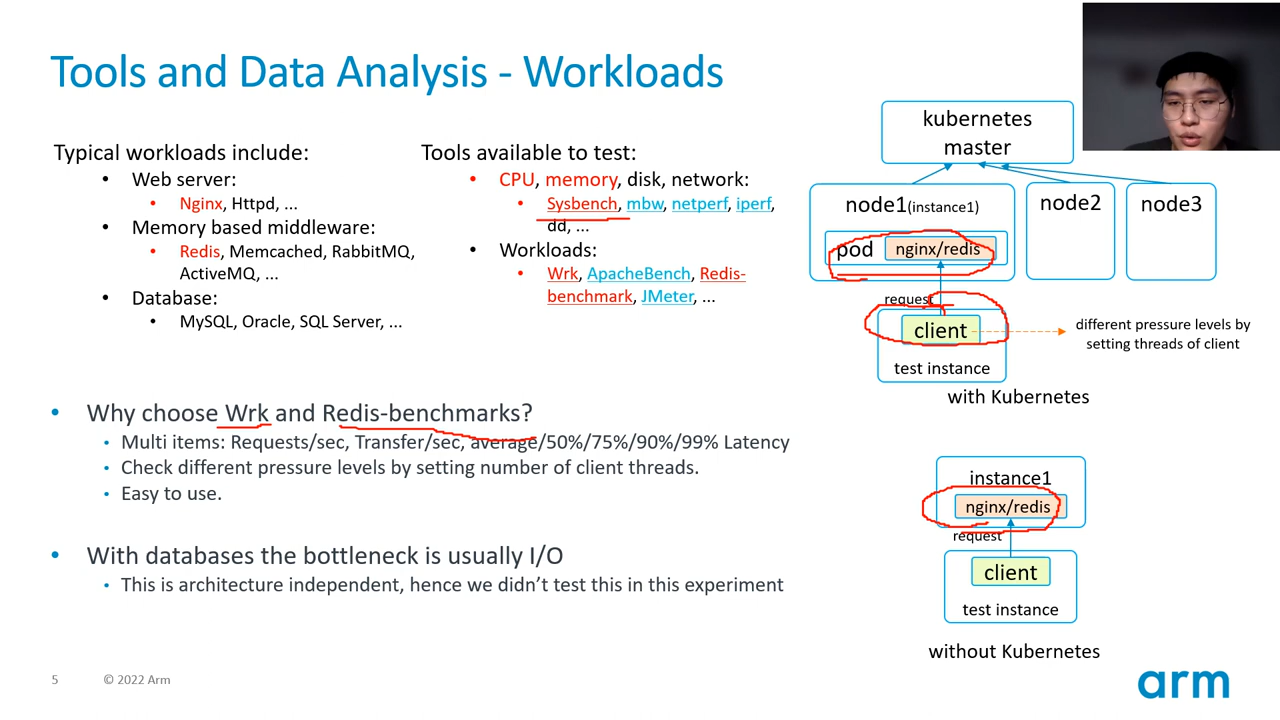 Tools and Data Analysis - Workloads
Typical workloads include:
• Web server:
• Nginx, Httpd, ...
• Memory based middleware:
• Redis, Memcached, RabbitMQ,
ActiveMQ, ...
• Database:
• MySQL, Oracle, SQL Server, ...
Tools available to test:
• CPU, memory, disk, network:
• Sysbench, mbw, netperf, iperf,
dd, ...
• Workloads:
• Wrk, ApacheBench, Redis-
benchmark, JMeter, ...
• Why choose Wrk and Redis-benchmarks?
• Multi items: Requests/sec, Transfer/sec, average/50%/75%/90%/99% Latency
• Check different pressure levels by setting number of client threads.
• Easy to use.
• With databases the bottleneck is usually I/O
• This is architecture independent, hence we didn't test this in this experiment
kubernetes
master
node1(instance1)
node2
node3
pod
nginx/redis
request
client
test instance
different pressure levels by
setting threads of client
with Kubernetes
instance1
nginx/redis
request
client
test instance
without Kubernetes
5
© 2022 Arm
arm